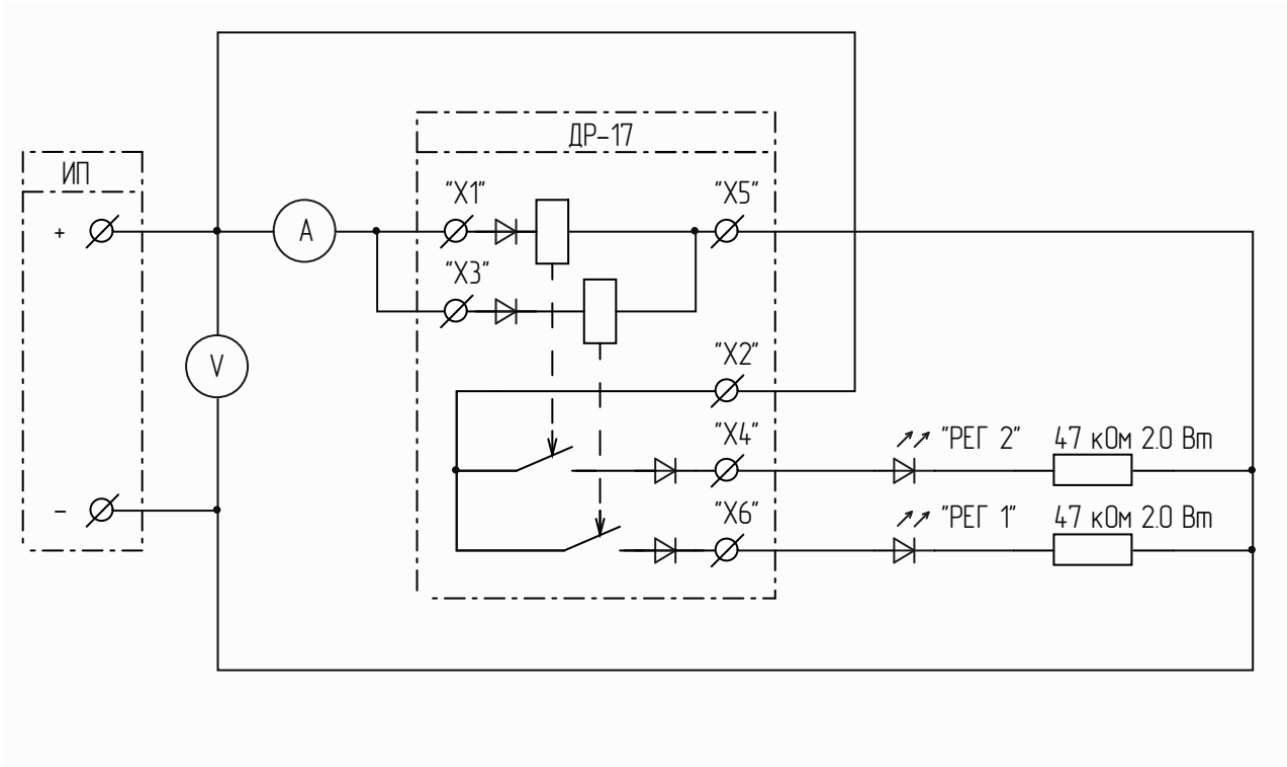 ДР-17
ИП
"X1"
"X5"
+
А
"X3"
V
"X2"
"X4"
"РЕГ 2"
47 кОм 2.0 Вт
-
"X6"
"РЕГ 1"
47 кОм 2.0 Вт